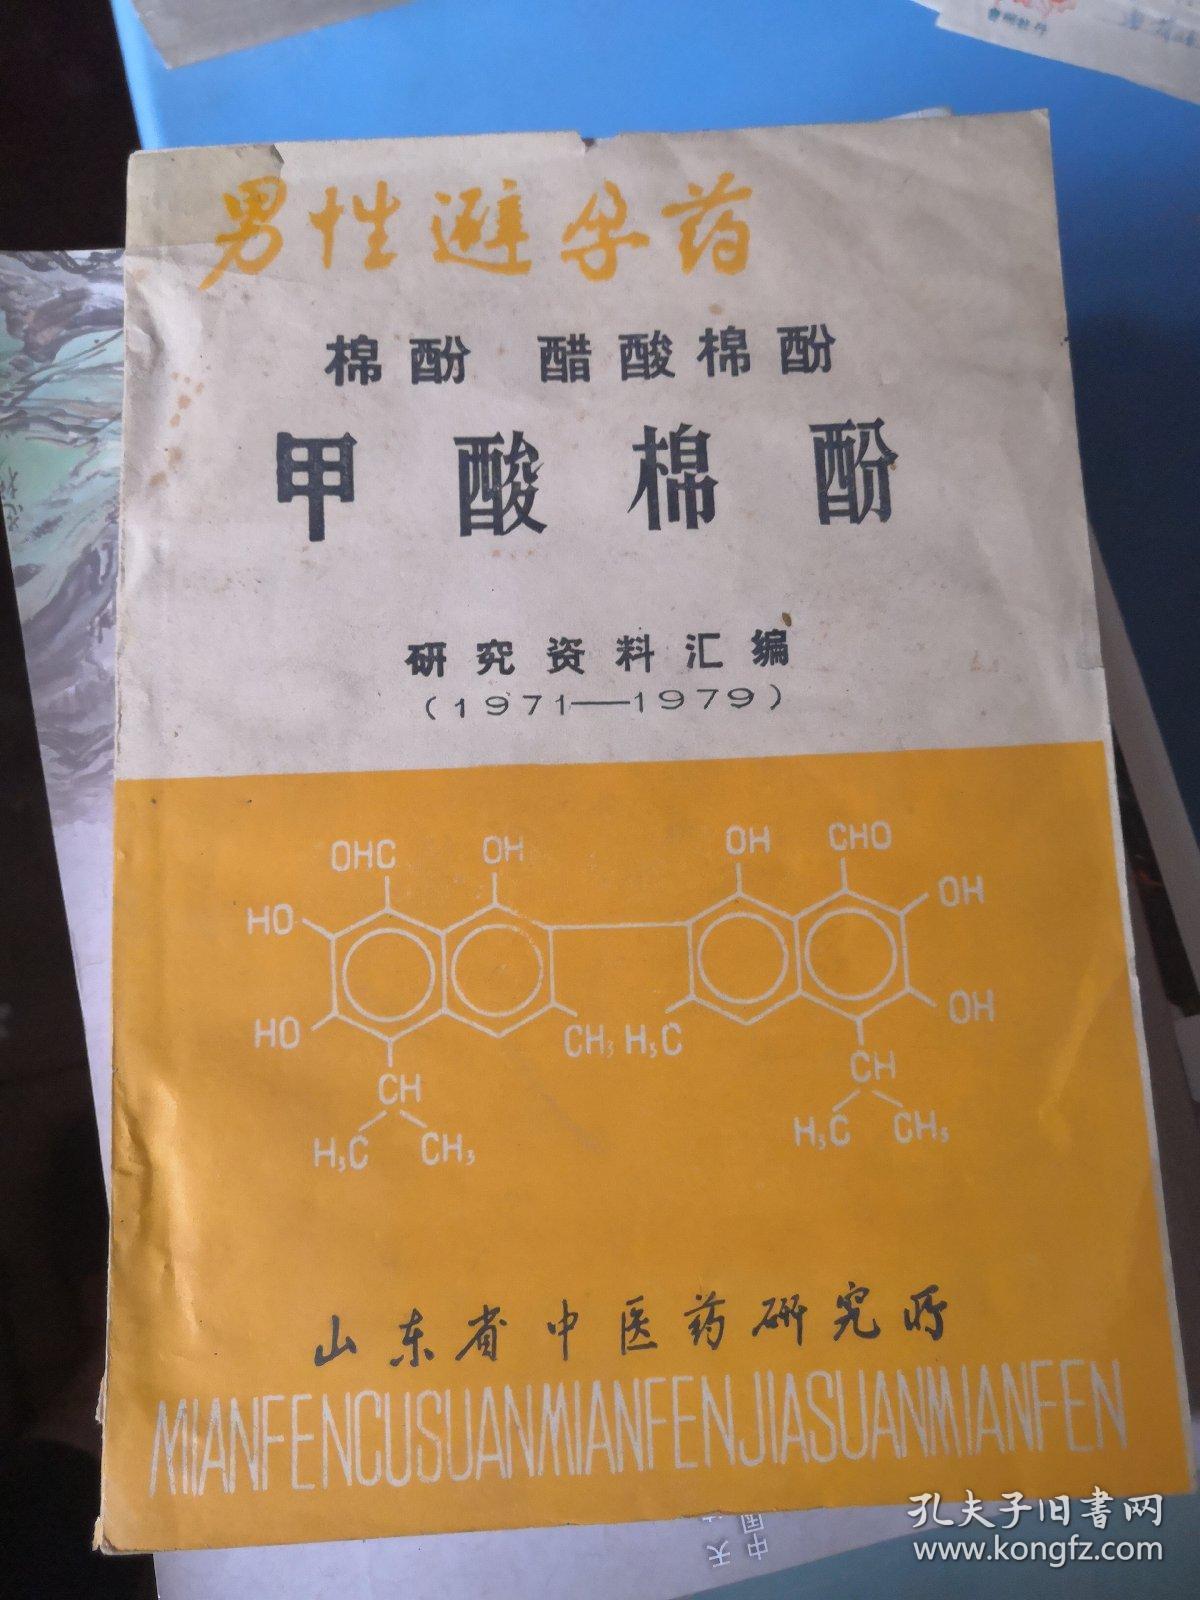 男性避孕药
棉酚 醋酸棉酚
甲酸棉酚
研究资料汇编
(1971—1979)
OHC OH OH CHO
HO OH
HO OH
CH₃ H₃C
CH CH
H₃C CH₃ H₃C CH₃
山东省中医药研究所
MIANFENCUSUANMIANFENJIASUANMIANFEN
中国
天
孔夫子旧书网
www.kongfz.com